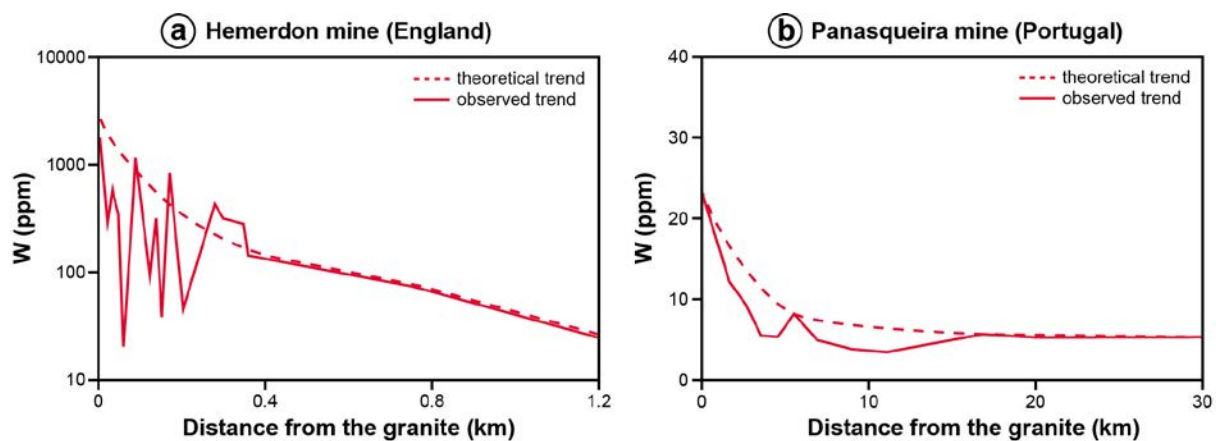 a Hemerdon mine (England)
10000
1000
100
10
W (ppm)
theoretical trend
observed trend
0 0.4 0.8 1.2
Distance from the granite (km)
b Panasqueira mine (Portugal)
40
30
20
10
0
W (ppm)
theoretical trend
observed trend
0 10 20 30
Distance from the granite (km)